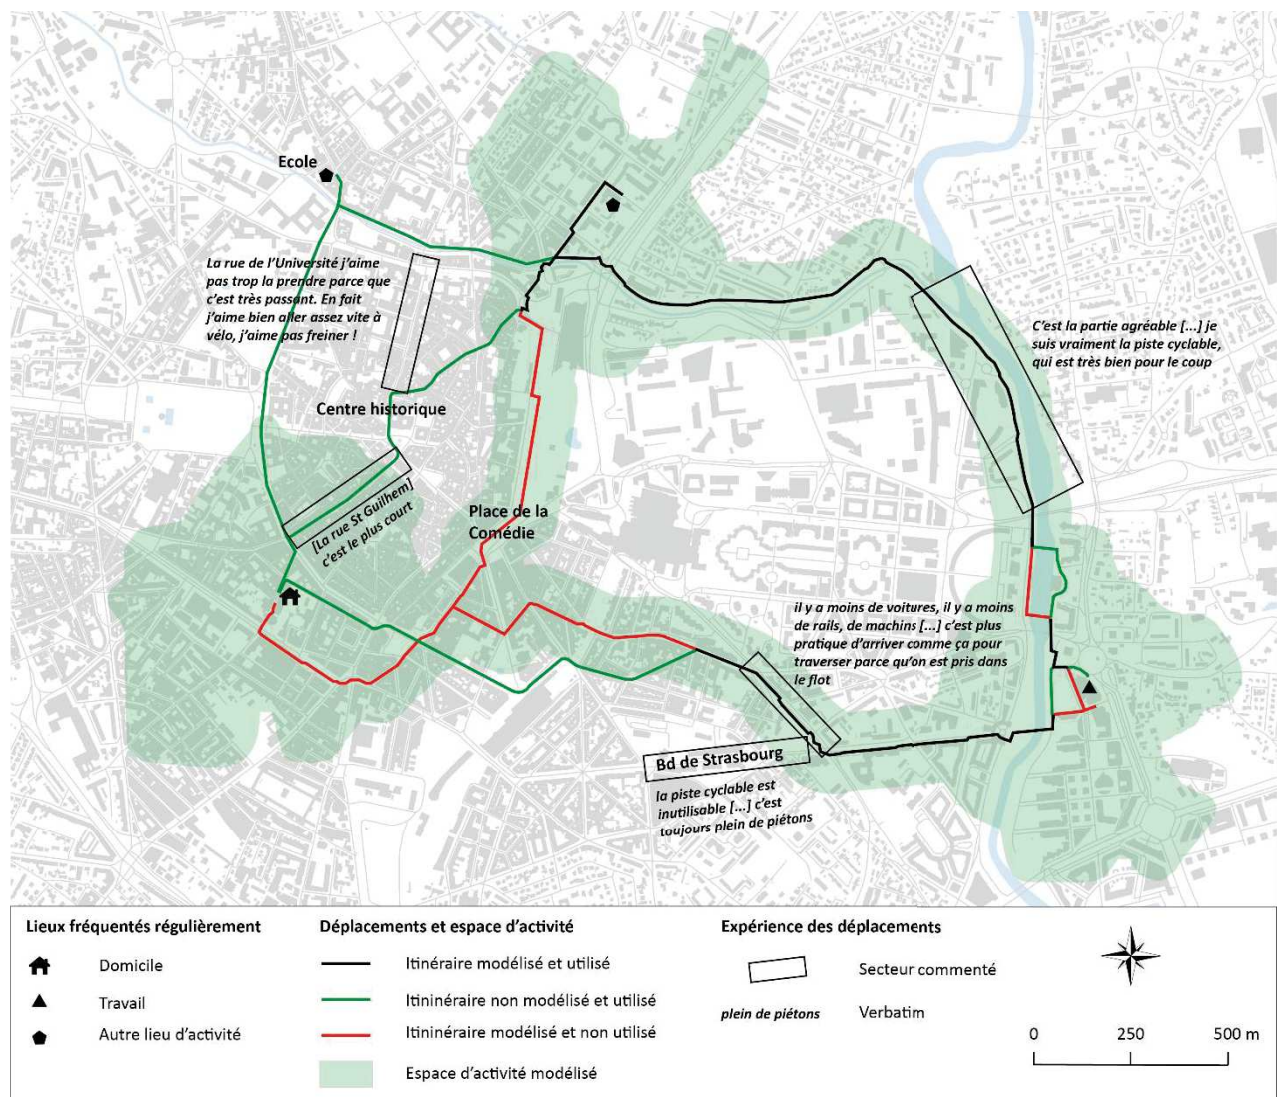 Ecole
La rue de l'Université j'aime
pas trop la prendre parce que
c'est très passant. En fait
j'aime bien aller assez vite à
vélo, j'aime pas freiner !
C'est la partie agréable [...] je
suis vraiment la piste cyclable,
qui est très bien pour le coup
Centre historique
[La rue St Guilhem]
c'est le plus court
Place de la
Comédie
il y a moins de voitures, il y a moins
de rails, de machins [...] c'est plus
pratique d'arriver comme ça pour
traverser parce qu'on est pris dans
le flot
Bd de Strasbourg
la piste cyclable est
inutilisable [...] c'est
toujours plein de piétons
Lieux fréquentés régulièrement
Domicile
Travail
Autre lieu d'activité
Déplacements et espace d'activité
Itinéraire modélisé et utilisé
Itininéraire non modélisé et utilisé
Itininéraire modélisé et non utilisé
Espace d'activité modélisé
Expérience des déplacements
Secteur commenté
plein de piétons Verbatim
0 250 500 m